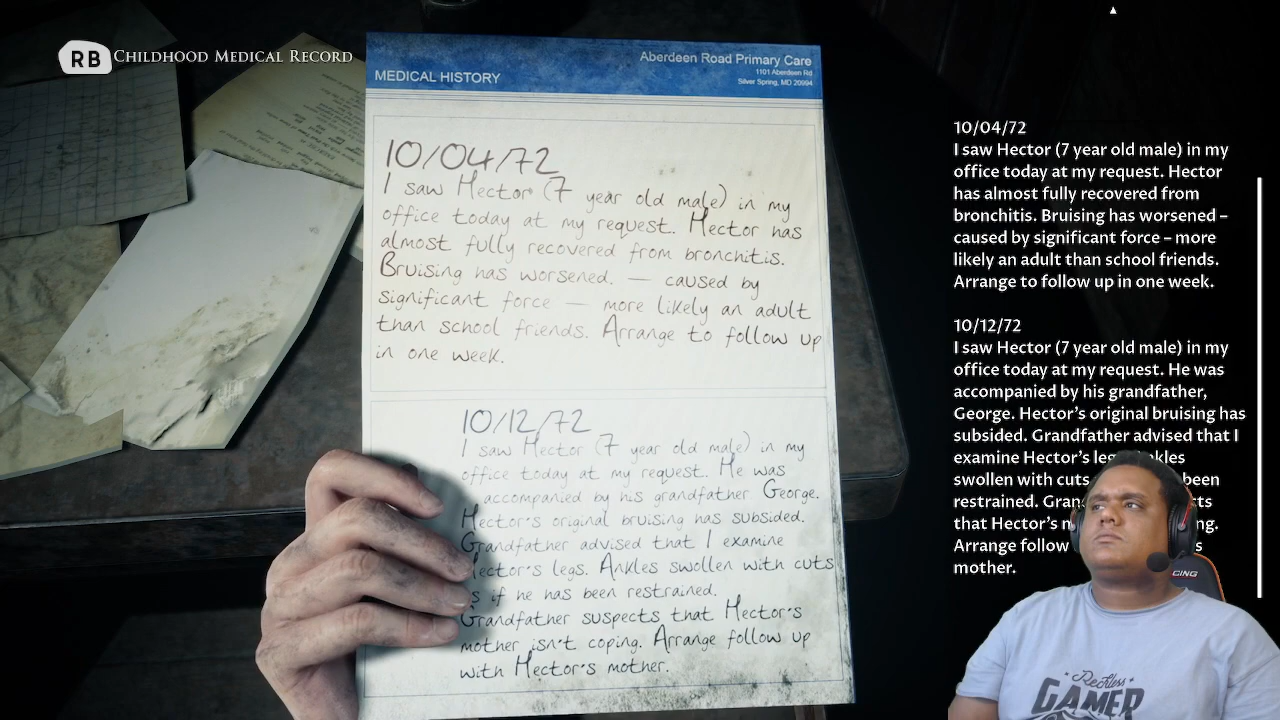 RB CHILDHOOD MEDICAL RECORD
Aberdeen Road Primary Care
1101 Aberdeen Rd
Silver Spring, MD 20994
MEDICAL HISTORY
10/04/72
I saw Hector (7 year old male) in my
office today at my request. Hector has
almost fully recovered from bronchitis.
Bruising has worsened. — caused by
significant force — more likely an adult
than school friends. Arrange to follow up
in one week.
10/12/72
I saw Hector (7 year old male) in my
office today at my request. He was
accompanied by his grandfather George.
Hector's original bruising has subsided.
Grandfather advised that I examine
Hector's legs. Ankles swollen with cuts
as if he has been restrained.
Grandfather suspects that Hector's
mother isn't coping. Arrange follow up
with Hector's mother.
10/04/72
I saw Hector (7 year old male) in my
office today at my request. Hector
has almost fully recovered from
bronchitis. Bruising has worsened –
caused by significant force – more
likely an adult than school friends.
Arrange to follow up in one week.
10/12/72
I saw Hector (7 year old male) in my
office today at my request. He was
accompanied by his grandfather,
George. Hector's original bruising has
subsided. Grandfather advised that I
examine Hector's
swollen with cuts been
restrained.
that Hector's
Arrange follow
mother.
Reckless
GAMER